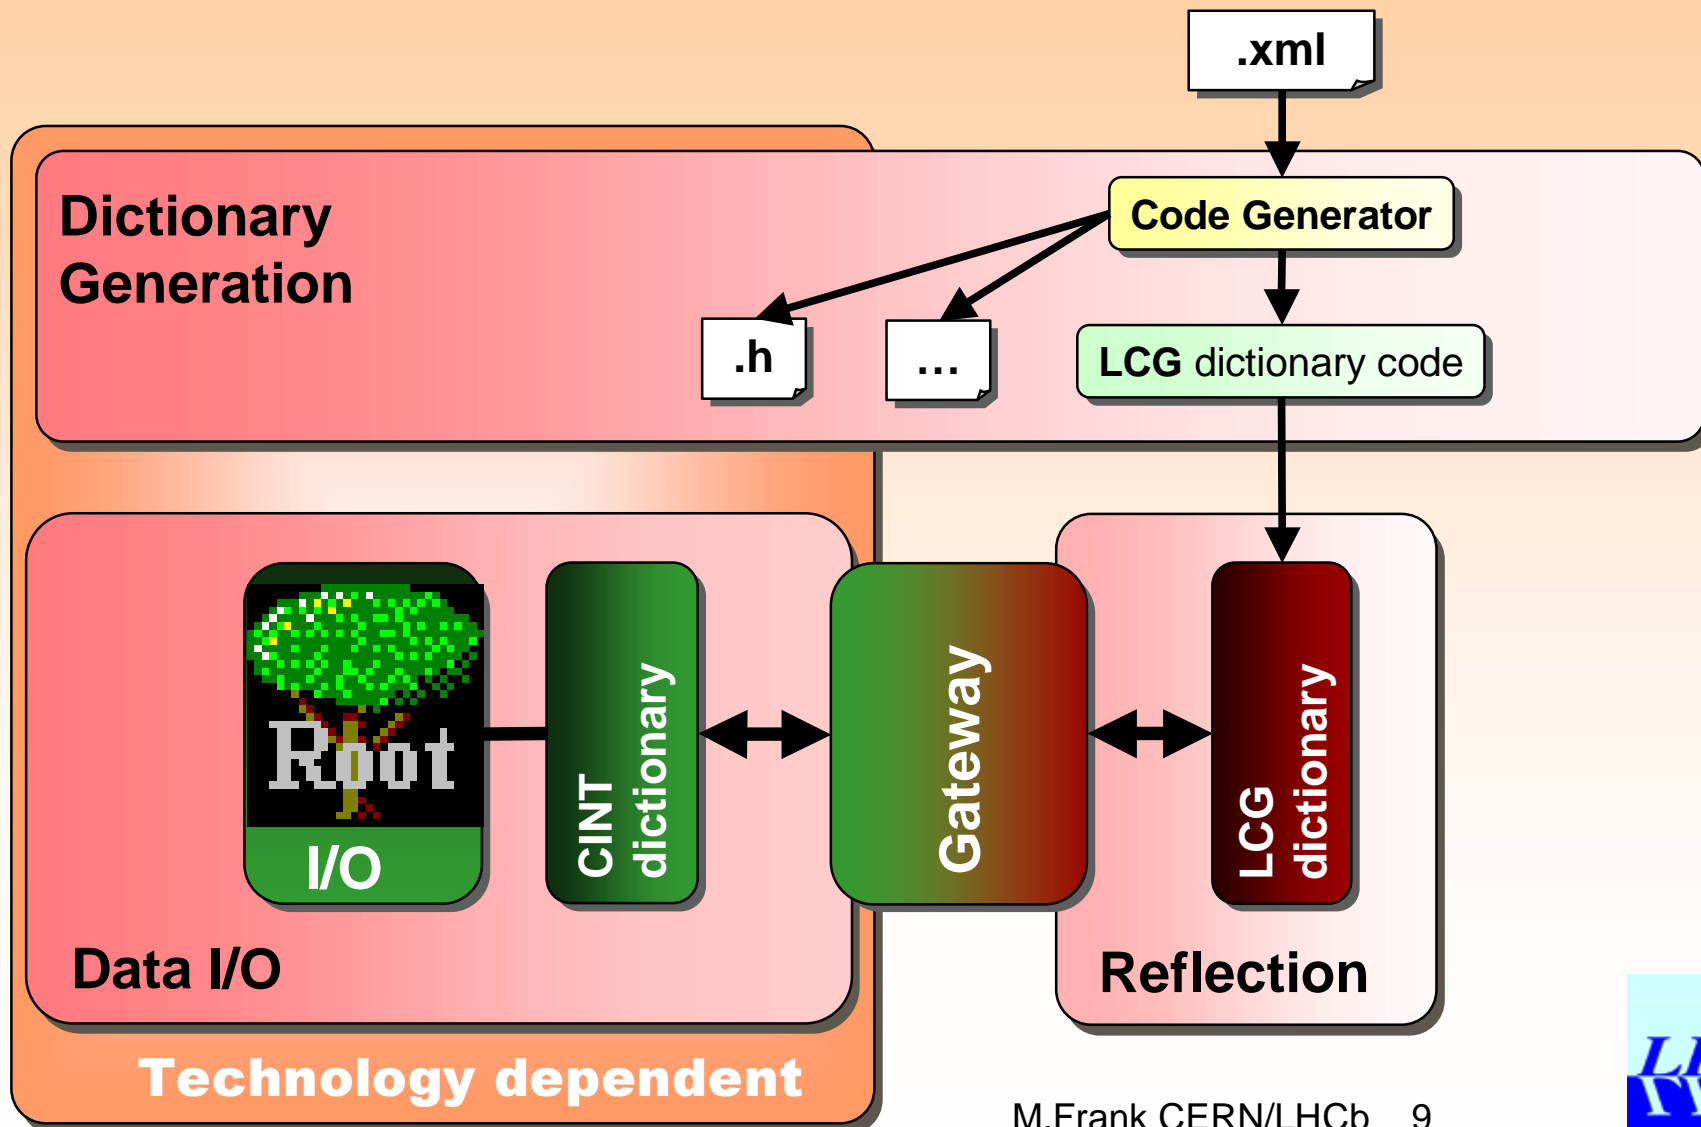 .xml
Dictionary
Generation
Code Generator
.h
...
LCG dictionary code
Root
I/O
CINT
dictionary
Gateway
LCG
dictionary
Data I/O
Reflection
Technology dependent
M.Frank CERN/LHCb 9